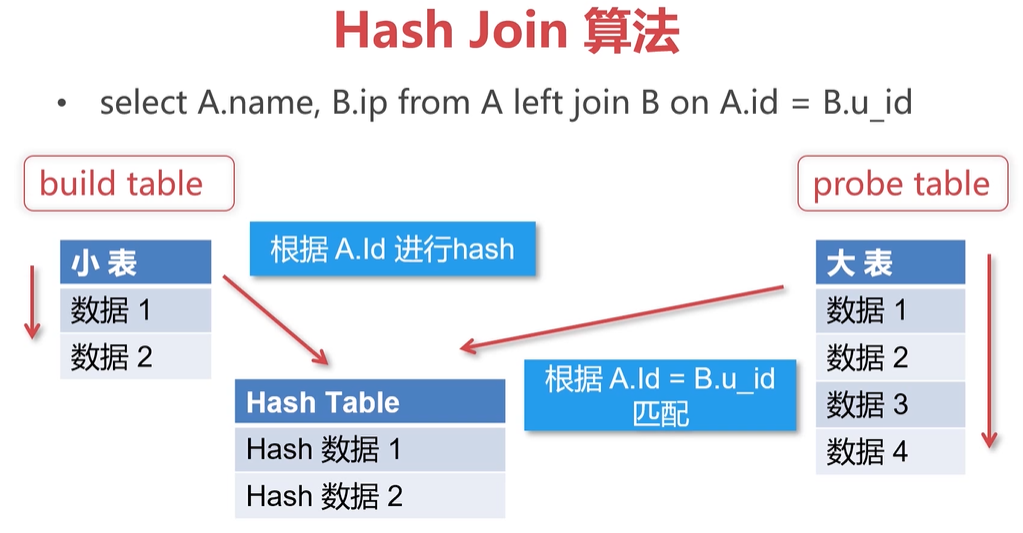 Hash Join 算法
• select A.name, B.ip from A left join B on A.id = B.u_id
build table
probe table
根据 A.Id 进行hash
小 表
数据 1
数据 2
大 表
数据 1
数据 2
数据 3
数据 4
根据 A.Id = B.u_id
匹配
Hash Table
Hash 数据 1
Hash 数据 2